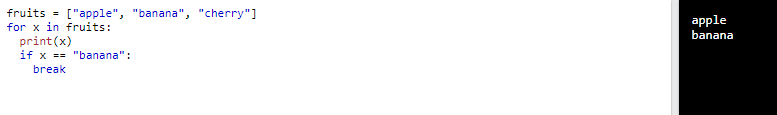 fruits = ["apple", "banana", "cherry"]
for x in fruits:
  print(x)
  if x == "banana":
    break
apple
banana